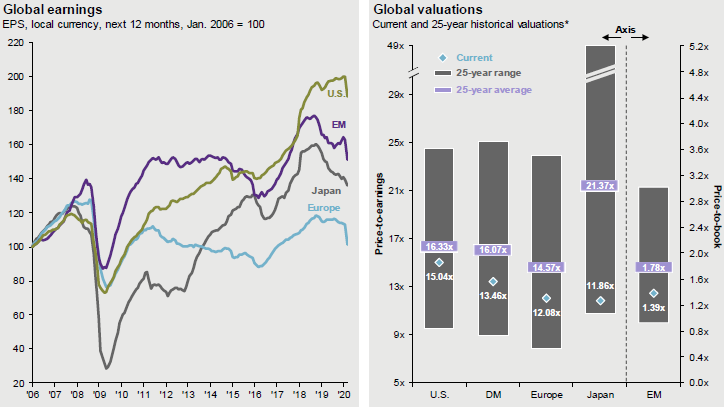 Global earnings
EPS, local currency, next 12 months, Jan. 2006 = 100
220
200
180
160
140
120
100
80
60
40
20
U.S.
EM
Japan
Europe
'06 '07 '08 '09 '10 '11 '12 '13 '14 '15 '16 '17 '18 '19 '20
Global valuations
Current and 25-year historical valuations*
Axis
Current
25-year range
25-year average
Price-to-earnings
49x
29x
25x
21x
17x
13x
9x
5x
16.33x
15.04x
16.07x
13.46x
14.57x
12.08x
21.37x
11.86x
1.78x
1.39x
5.2x
4.8x
4.4x
4.0x
3.6x
3.2x
2.8x
2.4x
2.0x
1.6x
1.2x
0.8x
0.4x
0.0x
Price-to-book
U.S. DM Europe Japan EM